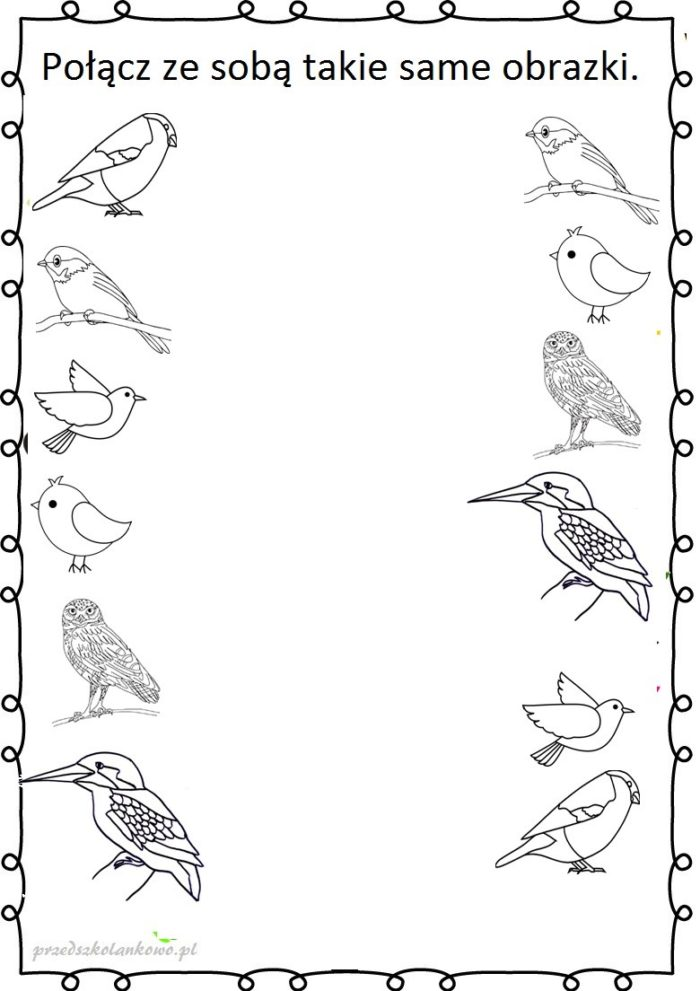 Połącz ze sobą takie same obrazki.
przedszkolankowo.pl